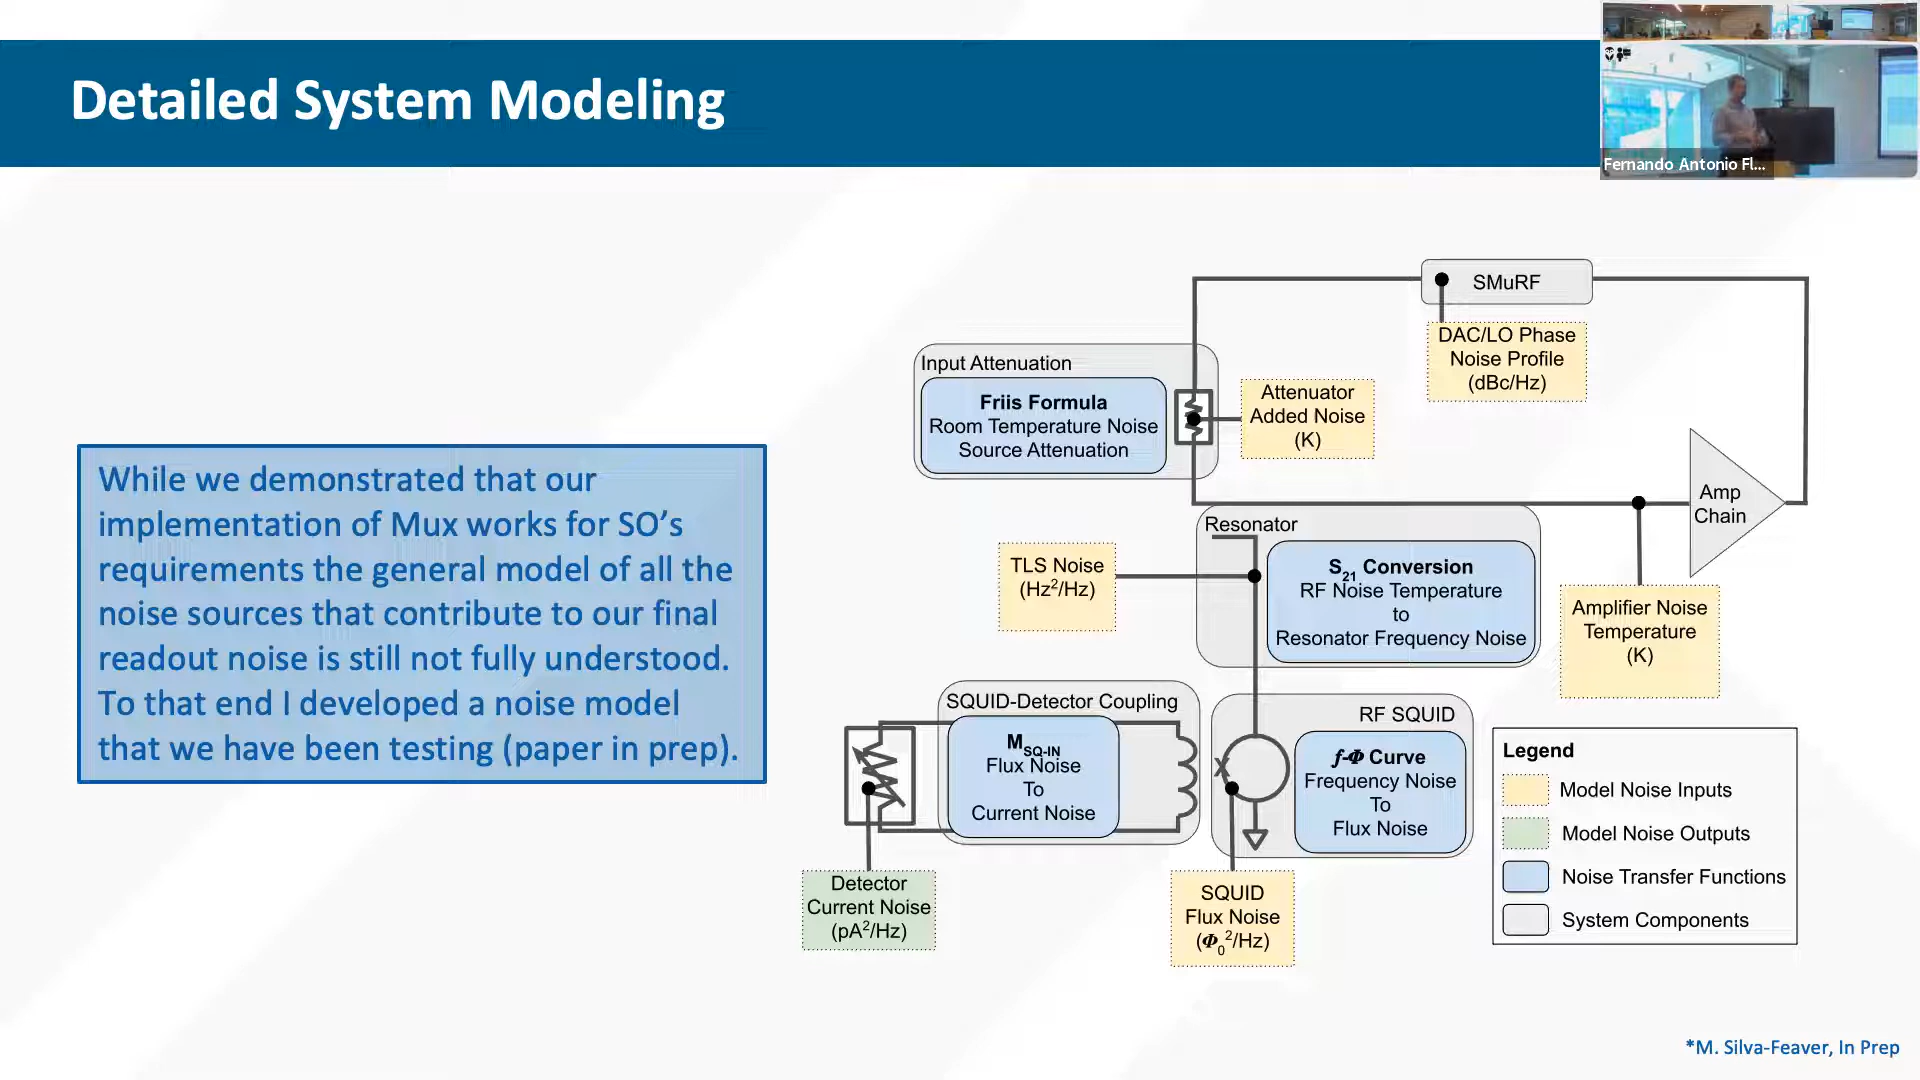 Detailed System Modeling
Fernando Antonio Fl...
While we demonstrated that our
implementation of Mux works for SO's
requirements the general model of all the
noise sources that contribute to our final
readout noise is still not fully understood.
To that end I developed a noise model
that we have been testing (paper in prep).
SMuRF
DAC/LO Phase
Noise Profile
(dBc/Hz)
Input Attenuation
Friis Formula
Room Temperature Noise
Source Attenuation
Attenuator
Added Noise
(K)
Amp
Chain
Resonator
TLS Noise
(Hz²/Hz)
S₂₁ Conversion
RF Noise Temperature
to
Resonator Frequency Noise
Amplifier Noise
Temperature
(K)
SQUID-Detector Coupling
M_SQ-IN
Flux Noise
To
Current Noise
RF SQUID
f-Φ Curve
Frequency Noise
To
Flux Noise
X
Detector
Current Noise
(pA²/Hz)
SQUID
Flux Noise
(Φ₀²/Hz)
Legend
Model Noise Inputs
Model Noise Outputs
Noise Transfer Functions
System Components
*M. Silva-Feaver, In Prep